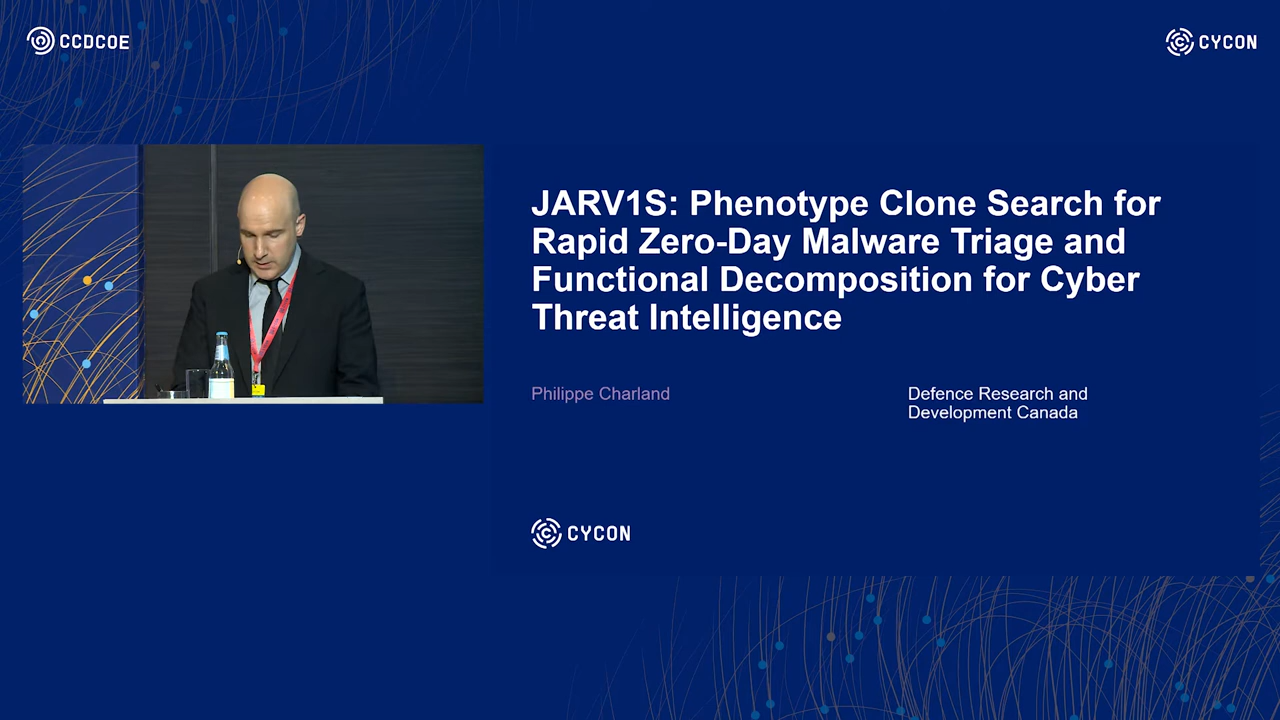 CCDCOE
CYCON
JARV1S: Phenotype Clone Search for
Rapid Zero-Day Malware Triage and
Functional Decomposition for Cyber
Threat Intelligence
Philippe Charland
Defence Research and
Development Canada
CYCON